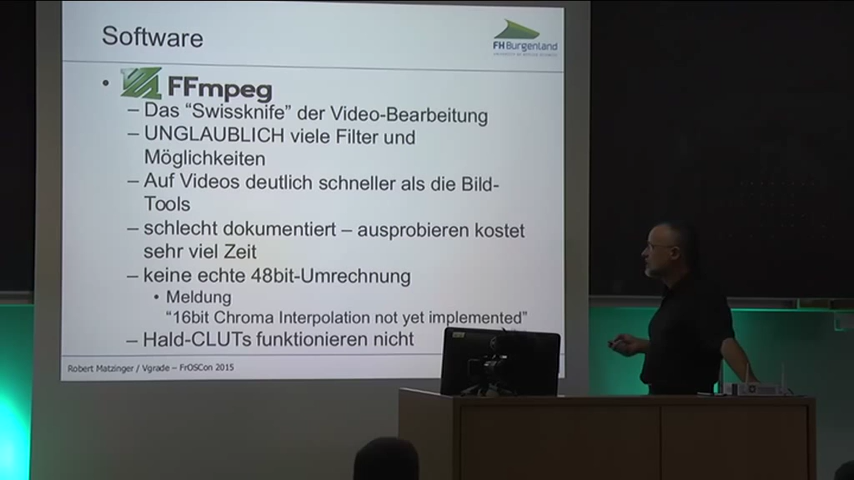 Software
FH Burgenland
• FFmpeg
– Das “Swissknife” der Video-Bearbeitung
– UNGLAUBLICH viele Filter und
Möglichkeiten
– Auf Videos deutlich schneller als die Bild-
Tools
– schlecht dokumentiert – ausprobieren kostet
sehr viel Zeit
– keine echte 48bit-Umrechnung
• Meldung
“16bit Chroma Interpolation not yet implemented”
– Hald-CLUTs funktionieren nicht
Robert Matzinger / Vgrade – FrOSCon 2015